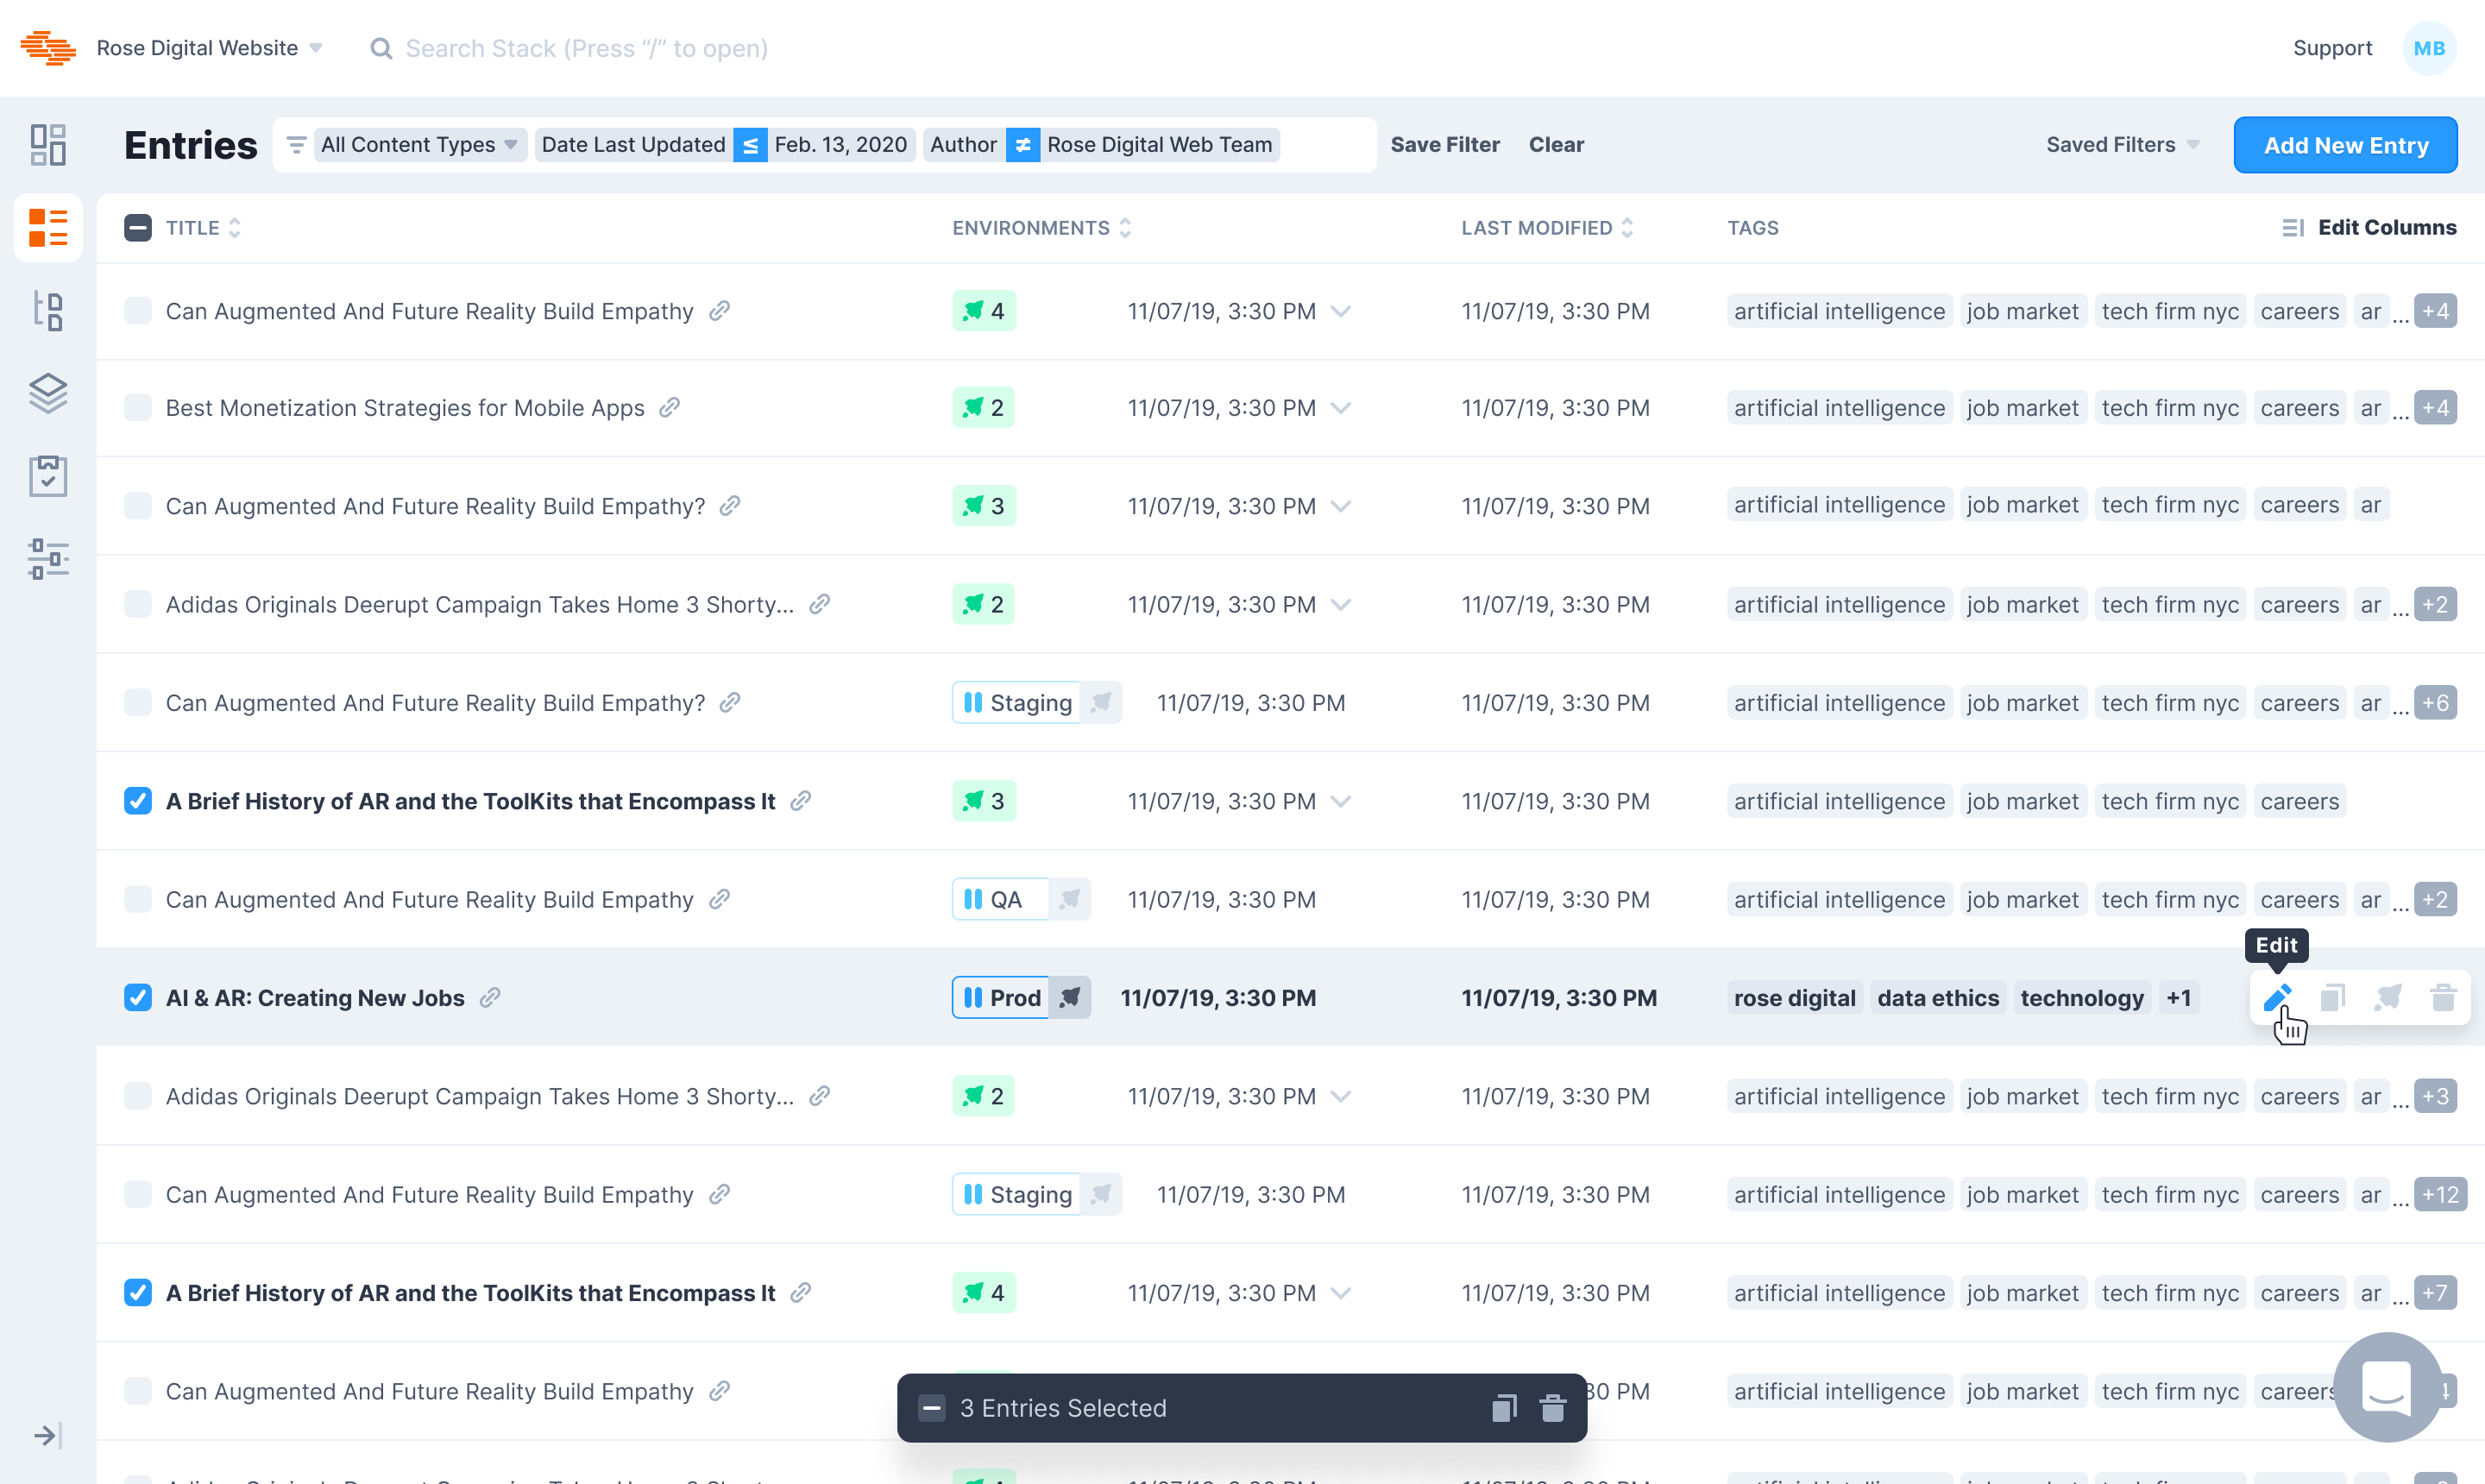 Rose Digital Website Search Stack (Press “/” to open) Support MB
Entries All Content Types Date Last Updated ≤ Feb. 13, 2020 Author ≠ Rose Digital Web Team Save Filter Clear Saved Filters Add New Entry
TITLE ENVIRONMENTS LAST MODIFIED TAGS Edit Columns
Can Augmented And Future Reality Build Empathy 4 11/07/19, 3:30 PM 11/07/19, 3:30 PM artificial intelligence job market tech firm nyc careers ar ... +4
Best Monetization Strategies for Mobile Apps 2 11/07/19, 3:30 PM 11/07/19, 3:30 PM artificial intelligence job market tech firm nyc careers ar ... +4
Can Augmented And Future Reality Build Empathy? 3 11/07/19, 3:30 PM 11/07/19, 3:30 PM artificial intelligence job market tech firm nyc careers ar
Adidas Originals Deerupt Campaign Takes Home 3 Shorty... 2 11/07/19, 3:30 PM 11/07/19, 3:30 PM artificial intelligence job market tech firm nyc careers ar ... +2
Can Augmented And Future Reality Build Empathy? Staging 11/07/19, 3:30 PM 11/07/19, 3:30 PM artificial intelligence job market tech firm nyc careers ar ... +6
A Brief History of AR and the ToolKits that Encompass It 3 11/07/19, 3:30 PM 11/07/19, 3:30 PM artificial intelligence job market tech firm nyc careers
Can Augmented And Future Reality Build Empathy QA 11/07/19, 3:30 PM 11/07/19, 3:30 PM artificial intelligence job market tech firm nyc careers ar ... +2
Edit
AI & AR: Creating New Jobs Prod 11/07/19, 3:30 PM 11/07/19, 3:30 PM rose digital data ethics technology +1
Adidas Originals Deerupt Campaign Takes Home 3 Shorty... 2 11/07/19, 3:30 PM 11/07/19, 3:30 PM artificial intelligence job market tech firm nyc careers ar ... +3
Can Augmented And Future Reality Build Empathy Staging 11/07/19, 3:30 PM 11/07/19, 3:30 PM artificial intelligence job market tech firm nyc careers ar ... +12
A Brief History of AR and the ToolKits that Encompass It 4 11/07/19, 3:30 PM 11/07/19, 3:30 PM artificial intelligence job market tech firm nyc careers ar ... +7
Can Augmented And Future Reality Build Empathy 30 PM artificial intelligence job market tech firm nyc careers
3 Entries Selected